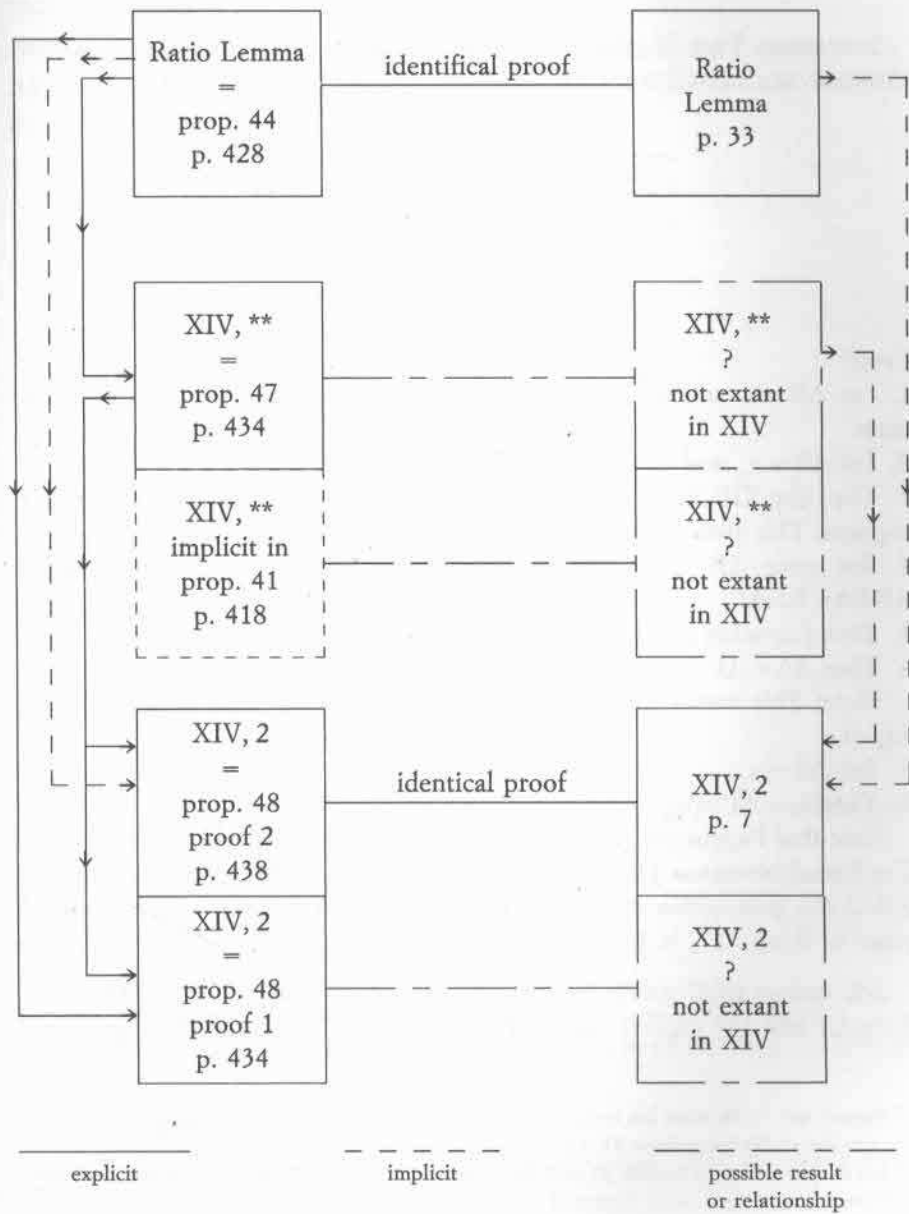 Ratio Lemma
=
prop. 44
p. 428
identifical proof
Ratio
Lemma
p. 33
XIV, **
=
prop. 47
p. 434
XIV, **
?
not extant
in XIV
XIV, **
implicit in
prop. 41
p. 418
XIV, **
?
not extant
in XIV
XIV, 2
=
prop. 48
proof 2
p. 438
identical proof
XIV, 2
p. 7
XIV, 2
=
prop. 48
proof 1
p. 434
XIV, 2
?
not extant
in XIV
explicit
implicit
possible result
or relationship